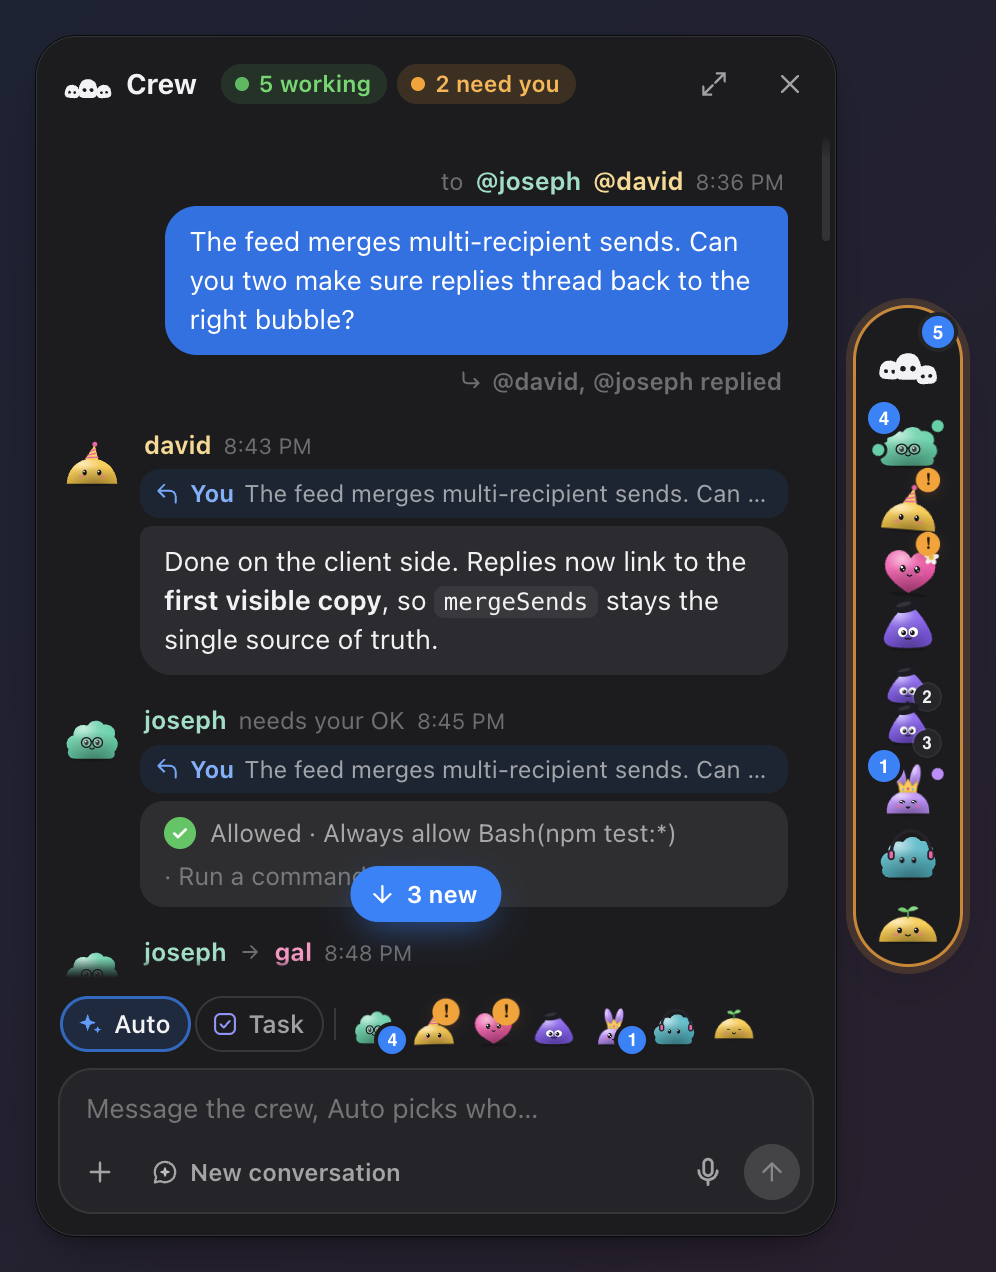 Crew
5 working
2 need you
to @joseph @david 8:36 PM
The feed merges multi-recipient sends. Can
you two make sure replies thread back to the
right bubble?
@david, @joseph replied
david 8:43 PM
You The feed merges multi-recipient sends. Can ...
Done on the client side. Replies now link to the
first visible copy, so mergeSends stays the
single source of truth.
joseph needs your OK 8:45 PM
You The feed merges multi-recipient sends. Can ...
Allowed · Always allow Bash(npm test:*)
· Run a command
3 new
joseph → gal 8:48 PM
Auto
Task
4
!
!
1
Message the crew, Auto picks who...
New conversation
5
4
!
!
2
3
1